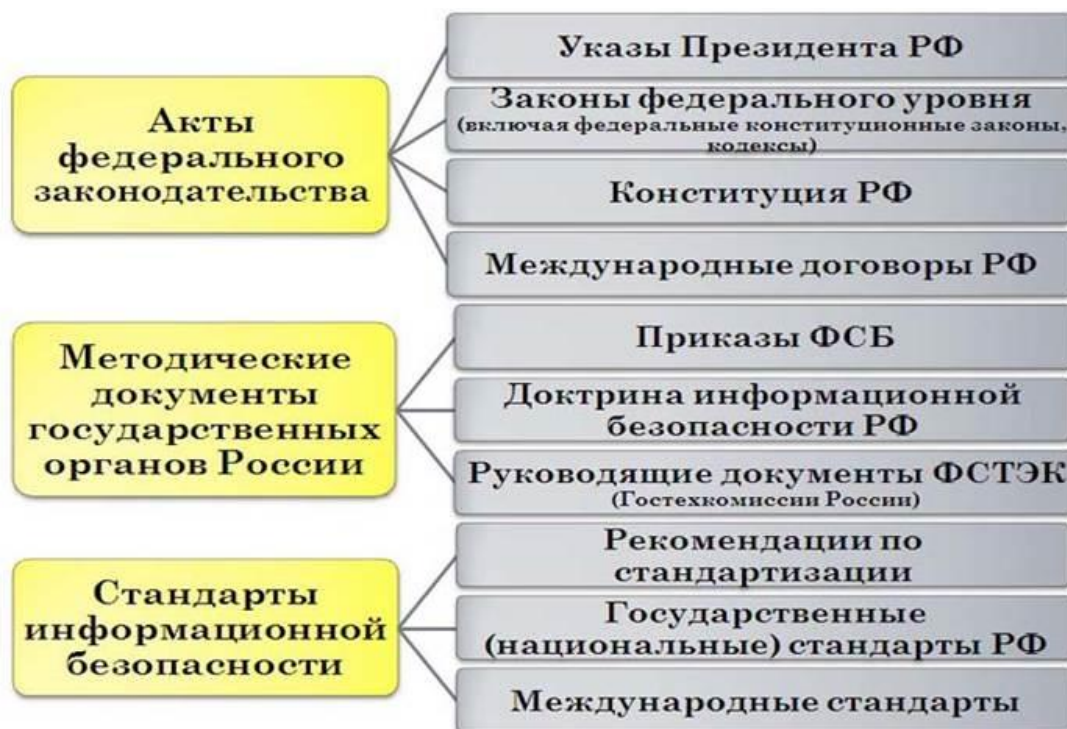 Акты
федерального
законодательства
Указы Президента РФ
Законы федерального уровня
(включая федеральные конституционные законы,
кодексы)
Конституция РФ
Международные договоры РФ
Методические
документы
государственных
органов России
Приказы ФСБ
Доктрина информационной
безопасности РФ
Руководящие документы ФСТЭК
(Гостехкомиссии России)
Стандарты
информационной
безопасности
Рекомендации по
стандартизации
Государственные
(национальные) стандарты РФ
Международные стандарты